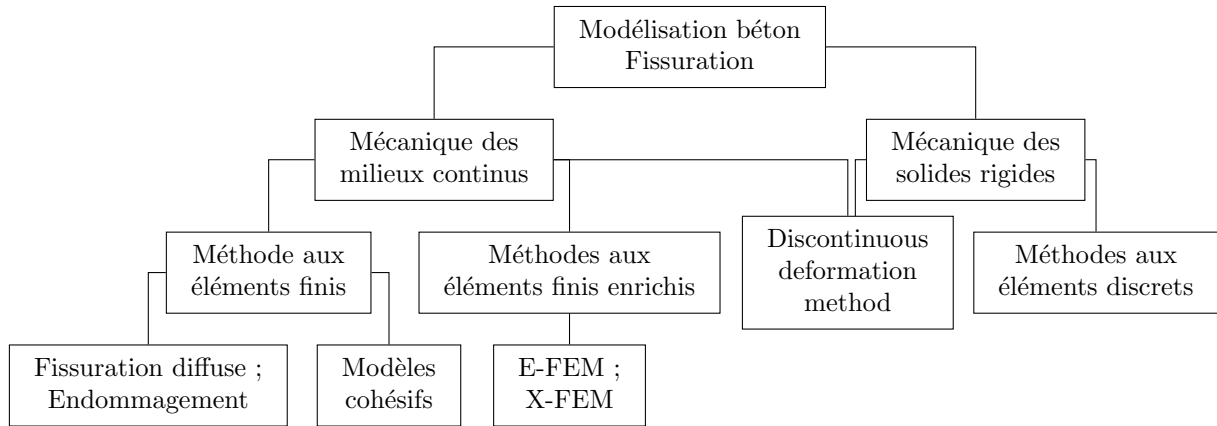 Modélisation béton
Fissuration
Mécanique des
milieux continus
Mécanique des
solides rigides
Méthode aux
éléments finis
Méthodes aux
éléments finis enrichis
Discontinuous
deformation
method
Méthodes aux
éléments discrets
Fissuration diffuse ;
Endommagement
Modèles
cohésifs
E-FEM ;
X-FEM